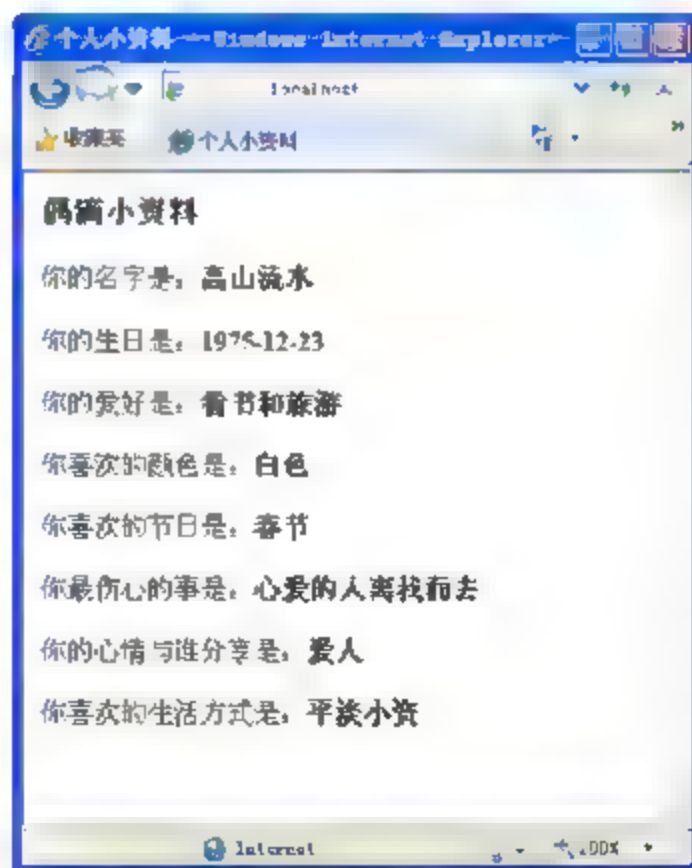 个人小资料 — Windows Internet Explorer
localhost
收藏夹 个人小资料
偶滴小资料
你的名字是：高山流水
你的生日是：1975-12-23
你的爱好是：看书和旅游
你喜欢的颜色是：白色
你喜欢的节日是：春节
你最伤心的事是：心爱的人离我而去
你的心情与谁分享是：爱人
你喜欢的生活方式是：平淡小资
Internet 100%